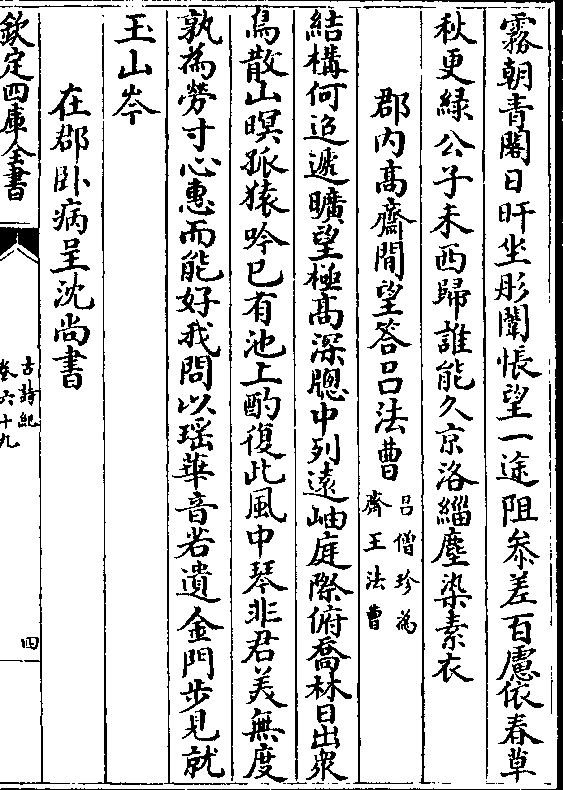 霧朝青閣日旰坐彤闈悵望一途阻參差百慮依春草
秋更緑公子未西歸誰能久京洛緇塵染素衣
郡内髙齋閒望答吕法曹吕僧珍為齊王法曹
結構何迢遞曠望極髙深牕中列遠岫庭際俯喬林日出衆
鳥散山暝孤猿吟已有池上酌復此風中琴非君美無度
孰為勞寸心惠而能好我問以瑶華音若遺金門步見就
玉山岑
在郡卧病呈沈尚書
欽定四庫全書
古詩紀
卷六十九
四